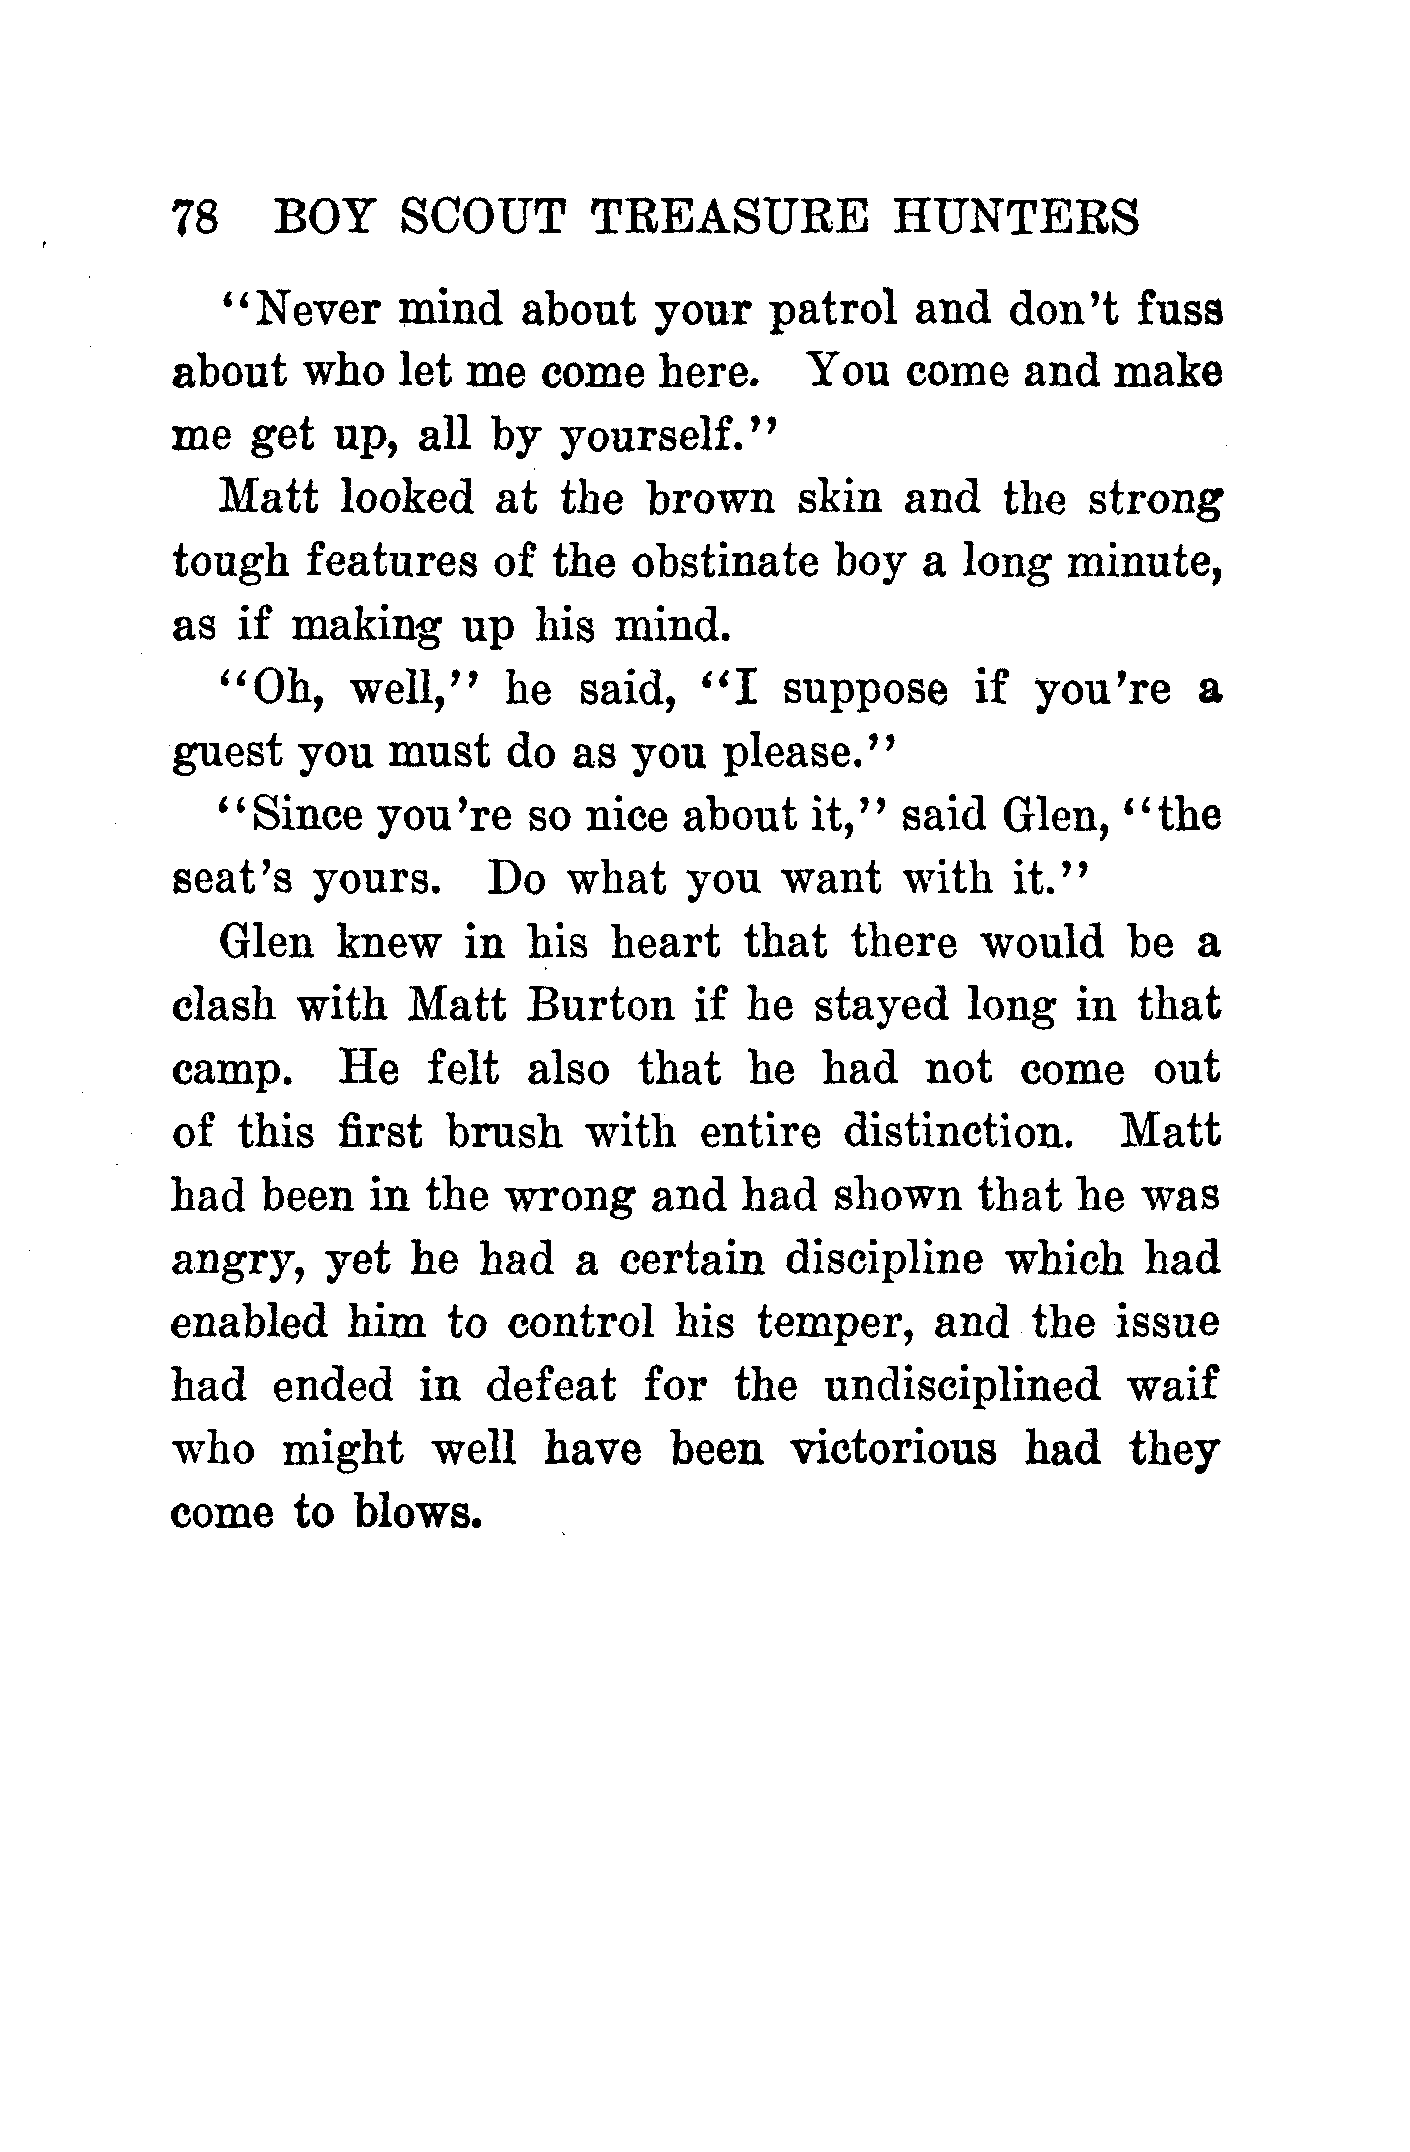 78 BOY SCOUT TREASURE HUNTERS
"Never mind about your patrol and don't fuss
about who let me come here. You come and make
me get up, all by yourself."
Matt looked at the brown skin and the strong
tough features of the obstinate boy a long minute,
as if making up his mind.
"Oh, well," he said, "I suppose if you're a
guest you must do as you please."
"Since you're so nice about it," said Glen, "the
seat's yours. Do what you want with it."
Glen knew in his heart that there would be a
clash with Matt Burton if he stayed long in that
camp. He felt also that he had not come out
of this first brush with entire distinction. Matt
had been in the wrong and had shown that he was
angry, yet he had a certain discipline which had
enabled him to control his temper, and the issue
had ended in defeat for the undisciplined waif
who might well have been victorious had they
come to blows.